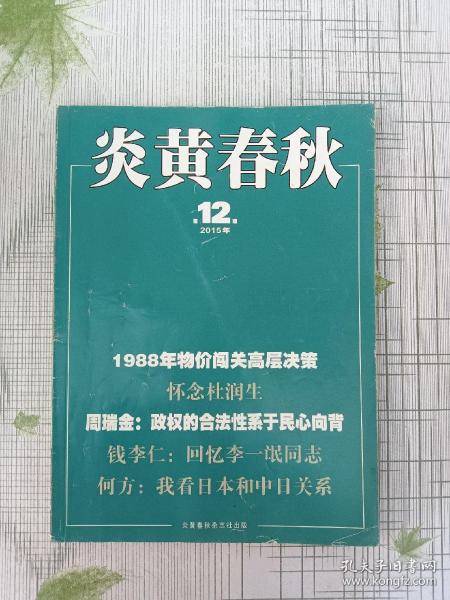 炎黄春秋
.12.
2015年
1988年物价闯关高层决策
怀念杜润生
周瑞金：政权的合法性系于民心向背
钱李仁：回忆李一氓同志
何方：我看日本和中日关系
炎黄春秋杂志社出版
孔夫子旧书网
www.kongfz.com